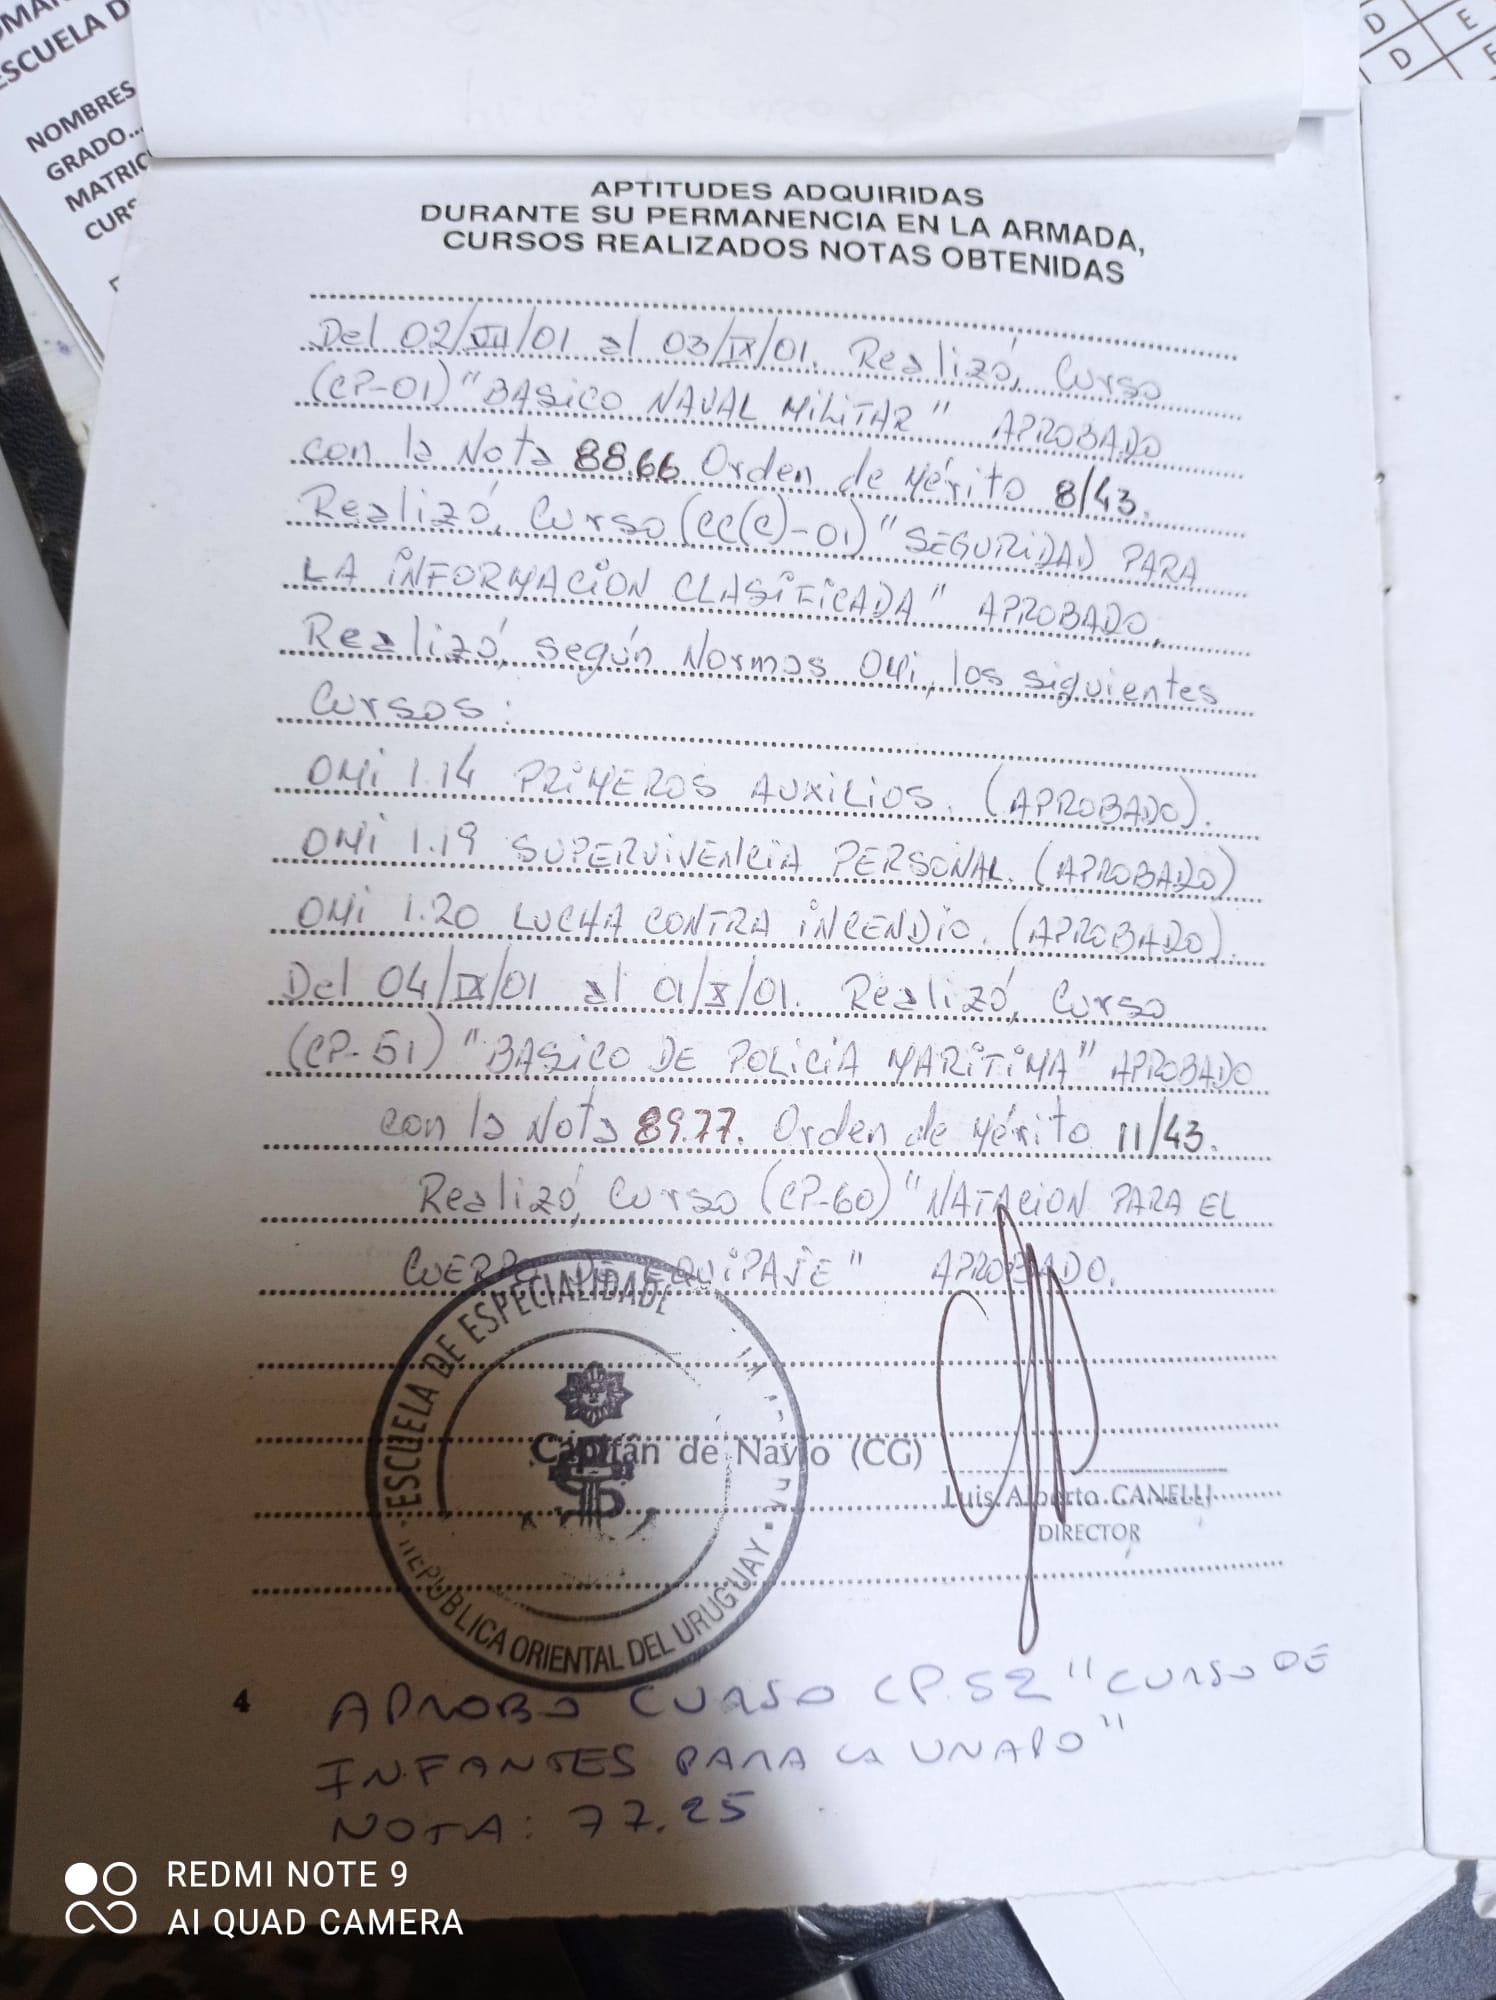 ESCUELA D
NOMBRES
GRADO...
MATRIC
CURS
D E
D E
APTITUDES ADQUIRIDAS
DURANTE SU PERMANENCIA EN LA ARMADA,
CURSOS REALIZADOS NOTAS OBTENIDAS
Del 02/VII/01 al 03/IX/01. Realizó, Curso
(CP-01) "BASICO NAVAL MILITAR" APROBADO
con la Nota 88.66 Orden de Mérito 8/43.
Realizó, Curso (CC(C)-01) "SEGURIDAD PARA
LA INFORMACION CLASIFICADA" APROBADO.
Realizó, según Normas OMI, los siguientes
Cursos:
OMI 1.14 PRIMEROS AUXILIOS. (APROBADO).
OMI 1.19 SUPERVIVENCIA PERSONAL. (APROBADO)
OMI 1.20 LUCHA CONTRA INCENDIO. (APROBADO).
Del 04/IX/01 al 01/X/01. Realizó, Curso
(CP-51) "BASICO DE POLICIA MARITIMA" APROBADO
con la Nota 89.77. Orden de Mérito 11/43.
Realizó, Curso (CP-60) "NATACION PARA EL
CUERPO DE EQUIPAJE" APROBADO.
ESCUELA DE ESPECIALIDADE
Capitán de Navío (CG)
Luis Alberto CANELLI
DIRECTOR
REPUBLICA ORIENTAL DEL URUGUAY
4
APROBO CURSO CP.52 "CURSO DE
INFANTES PARA LA UNAPO"
NOTA: 77.25
REDMI NOTE 9
AI QUAD CAMERA